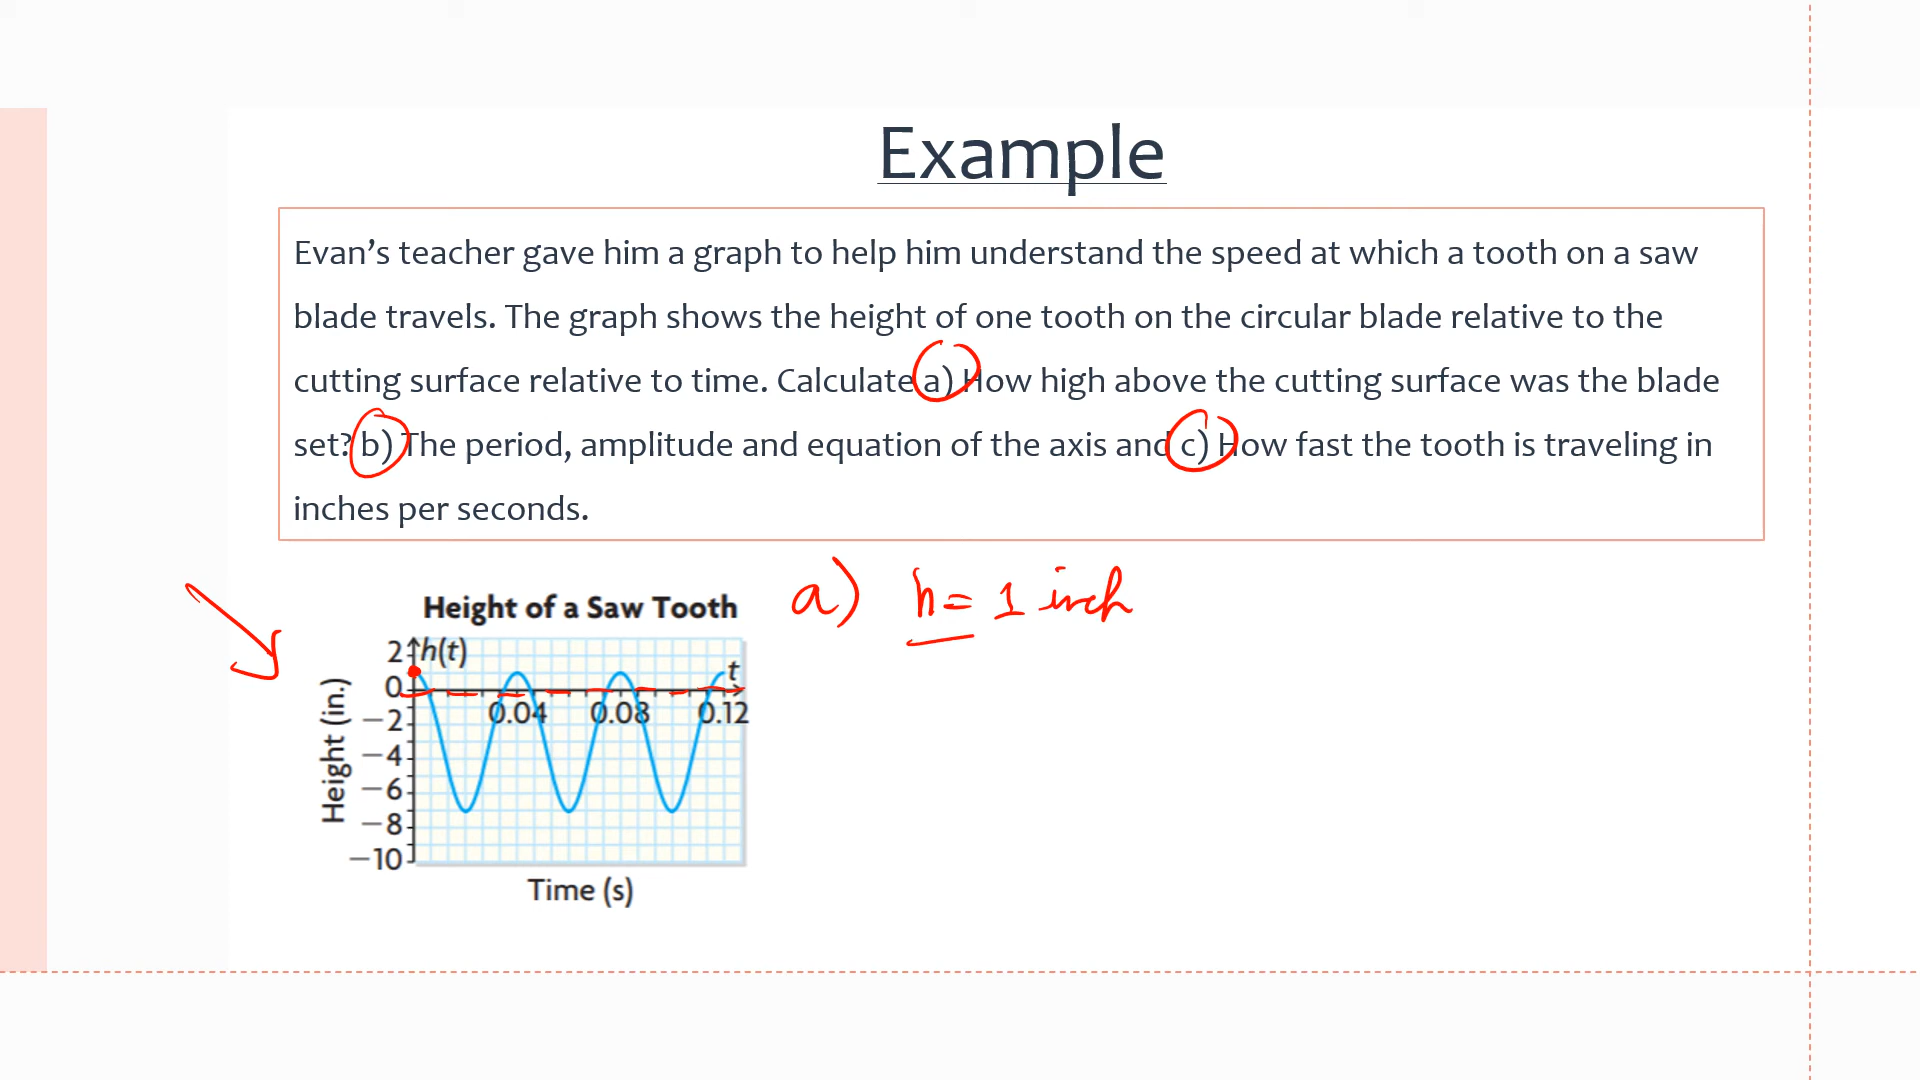 Example
Evan’s teacher gave him a graph to help him understand the speed at which a tooth on a saw
blade travels. The graph shows the height of one tooth on the circular blade relative to the
cutting surface relative to time. Calculate a) How high above the cutting surface was the blade
set? b) The period, amplitude and equation of the axis and c) How fast the tooth is traveling in
inches per seconds.
a) h = 1 inch
Height of a Saw Tooth
2
h(t)
t
0
0.04 0.08 0.12
−2
−4
−6
−8
−10
Height (in.)
Time (s)